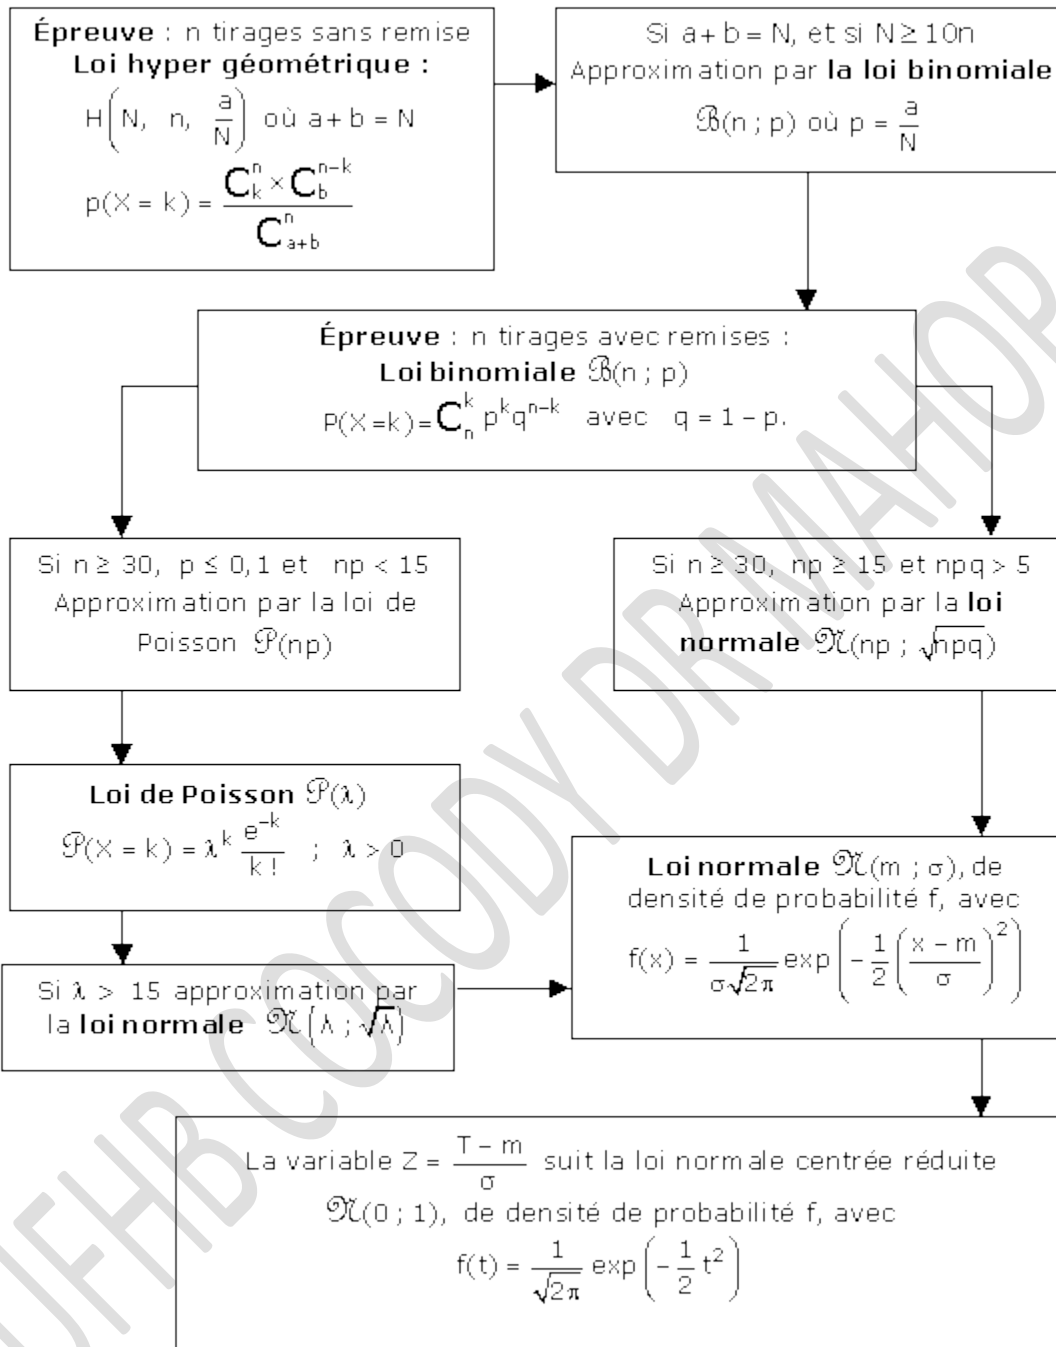 Épreuve : n tirages sans remise
Loi hyper géométrique :
H(N, n, a/N) où a+ b = N
p(X = k) = (C_k^n × C_b^{n-k}) / C_{a+b}^n
Si a+ b = N, et si N ≥ 10n
Approximation par la loi binomiale
ℬ(n ; p) où p = a/N
Épreuve : n tirages avec remises :
Loi binomiale ℬ(n ; p)
P(X =k) = C_n^k p^k q^{n-k} avec q = 1 – p.
Si n ≥ 30, p ≤ 0,1 et np < 15
Approximation par la loi de
Poisson 𝒫(np)
Si n ≥ 30, np ≥ 15 et npq > 5
Approximation par la loi
normale 𝒩(np ; √npq)
Loi de Poisson 𝒫(λ)
𝒫(X = k) = λ^k e^{-k}/k ! ; λ > 0
Si λ > 15 approximation par
la loi normale 𝒩(λ ; √λ)
Loi normale 𝒩(m ; σ), de
densité de probabilité f, avec
f(x) = 1/(σ√2π) exp(-1/2 ((x – m)/σ)^2)
La variable Z = (T – m)/σ suit la loi normale centrée réduite
𝒩(0 ; 1), de densité de probabilité f, avec
f(t) = 1/√2π exp(-1/2 t^2)
UFHB COCODY DR MAHOP